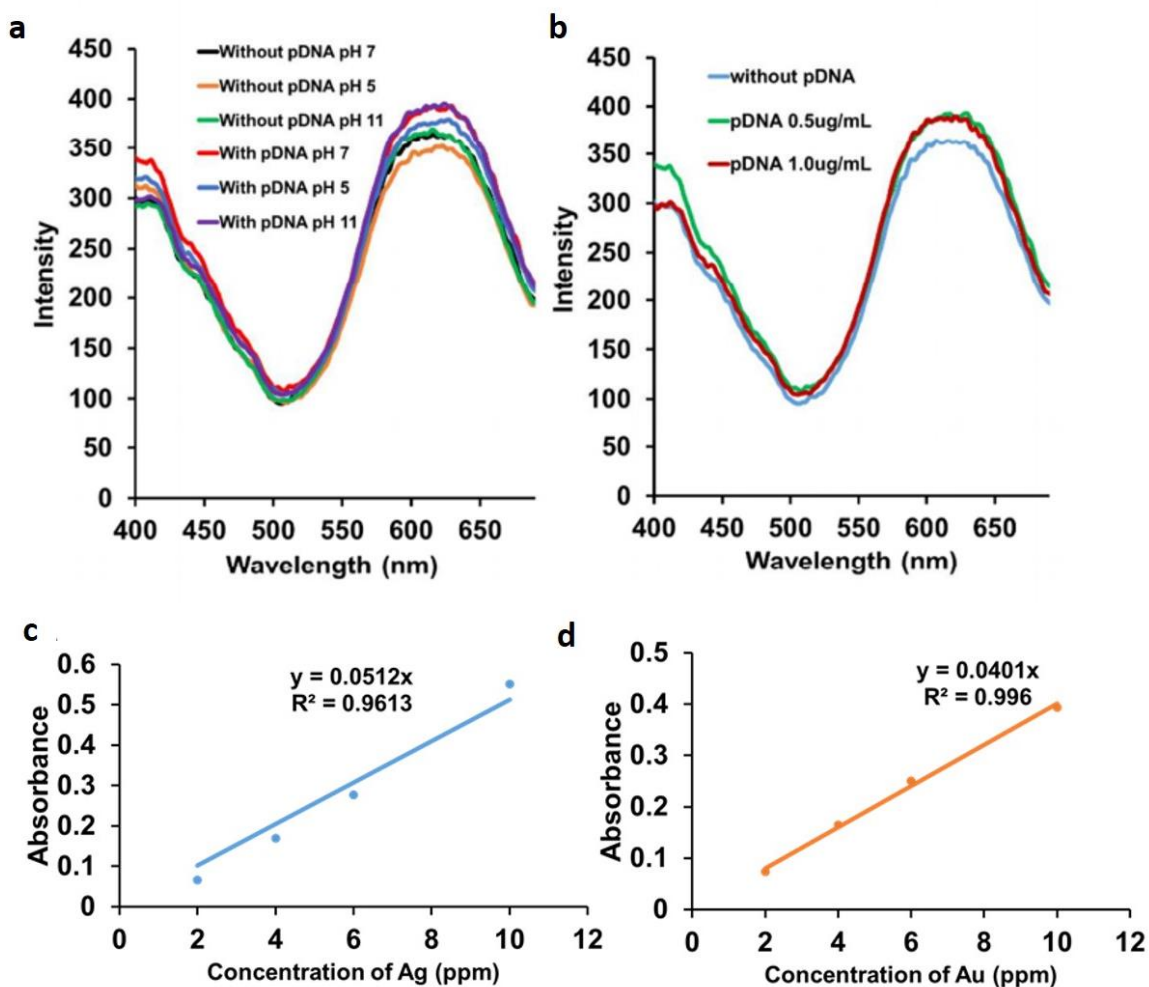 a
450
400
350
300
250
200
150
100
50
0
Intensity
Without pDNA pH 7
Without pDNA pH 5
Without pDNA pH 11
With pDNA pH 7
With pDNA pH 5
With pDNA pH 11
400 450 500 550 600 650
Wavelength (nm)
b
450
400
350
300
250
200
150
100
50
0
Intensity
without pDNA
pDNA 0.5ug/mL
pDNA 1.0ug/mL
400 450 500 550 600 650
Wavelength (nm)
c
0.6
0.5
0.4
0.3
0.2
0.1
0
Absorbance
y = 0.0512x
R² = 0.9613
0 2 4 6 8 10 12
Concentration of Ag (ppm)
d
0.5
0.4
0.3
0.2
0.1
0
Absorbance
y = 0.0401x
R² = 0.996
0 2 4 6 8 10 12
Concentration of Au (ppm)